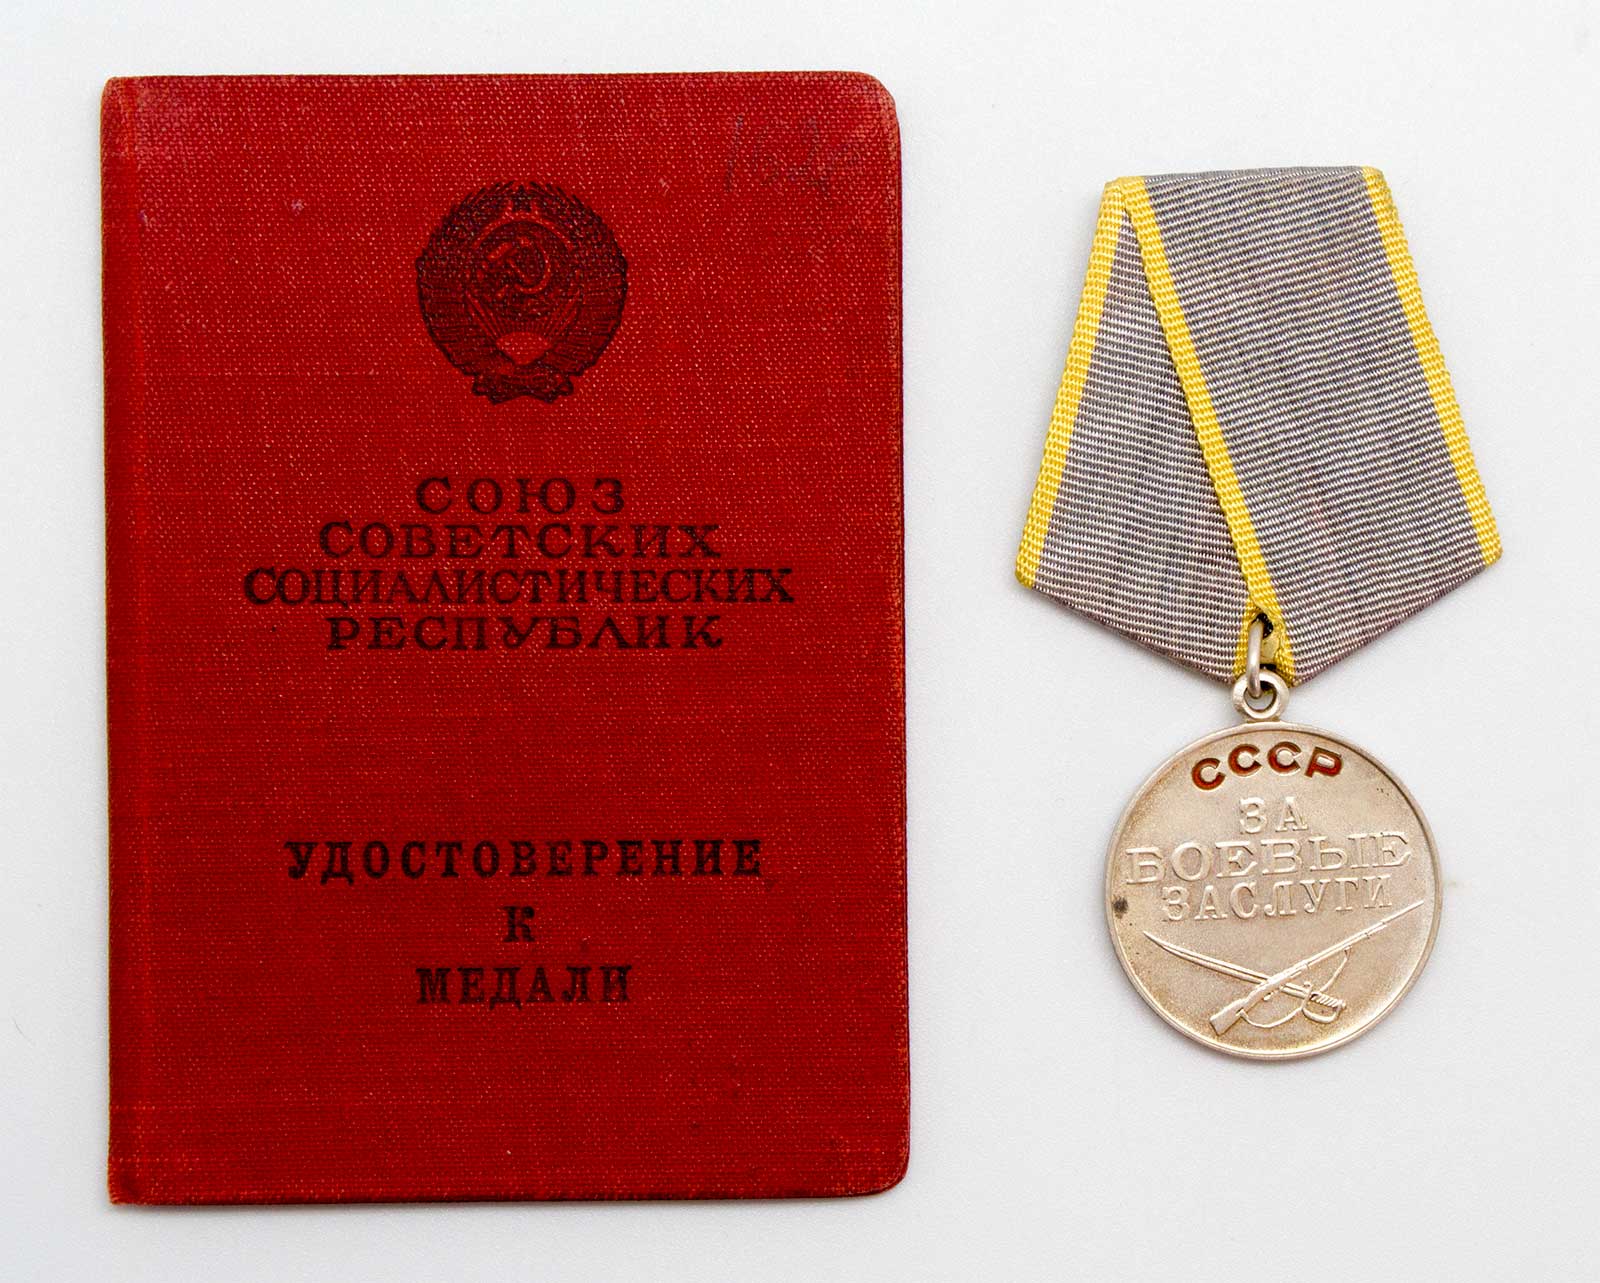 СОЮЗ
СОВЕТСКИХ
СОЦИАЛИСТИЧЕСКИХ
РЕСПУБЛИК
УДОСТОВЕРЕНИЕ
К
МЕДАЛИ
СССР
ЗА
БОЕВЫЕ
ЗАСЛУГИ